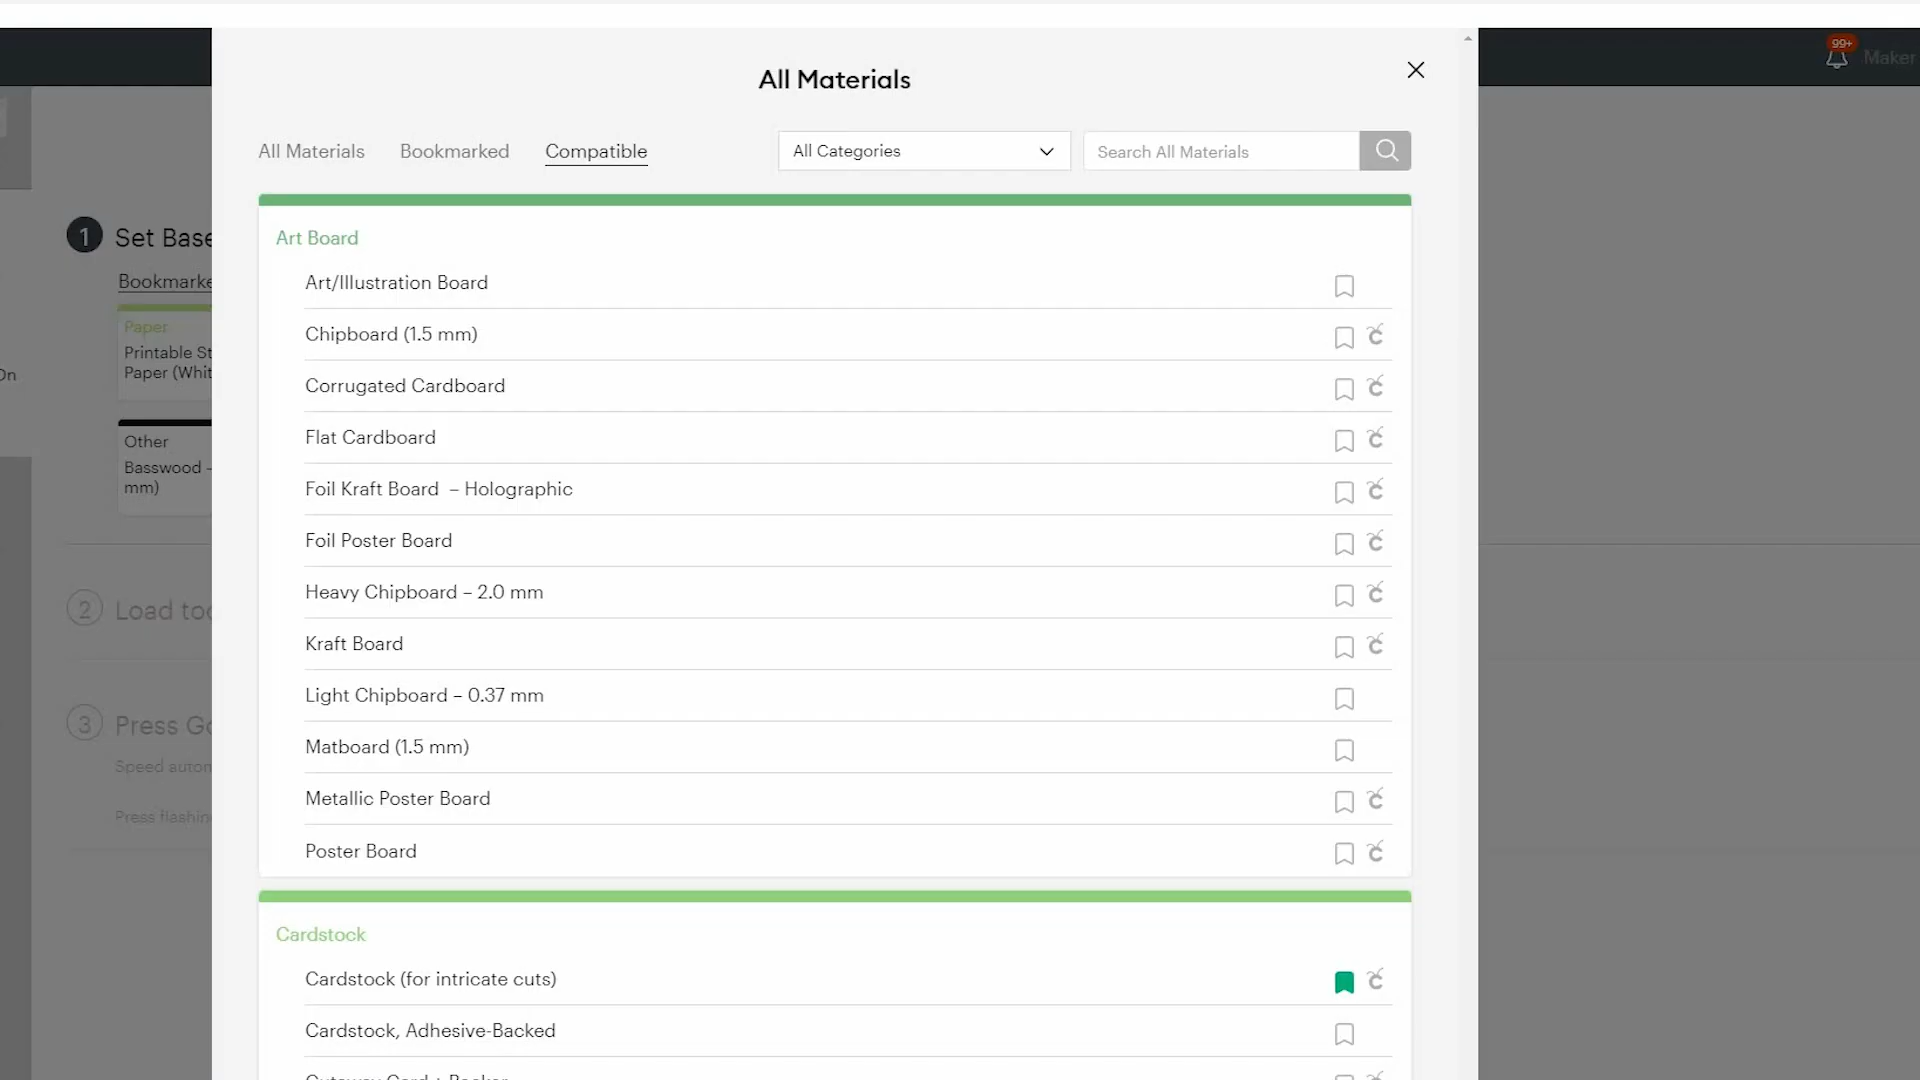 99+
Maker
All Materials
All Materials
Bookmarked
Compatible
All Categories
Search All Materials
1 Set Base
Bookmarke
Paper
Printable St
Paper (Whit
On
Other
Basswood -
mm)
2 Load too
3 Press Go
Speed autom
Press flashin
Art Board
Art/Illustration Board
Chipboard (1.5 mm)
Corrugated Cardboard
Flat Cardboard
Foil Kraft Board – Holographic
Foil Poster Board
Heavy Chipboard – 2.0 mm
Kraft Board
Light Chipboard – 0.37 mm
Matboard (1.5 mm)
Metallic Poster Board
Poster Board
Cardstock
Cardstock (for intricate cuts)
Cardstock, Adhesive-Backed